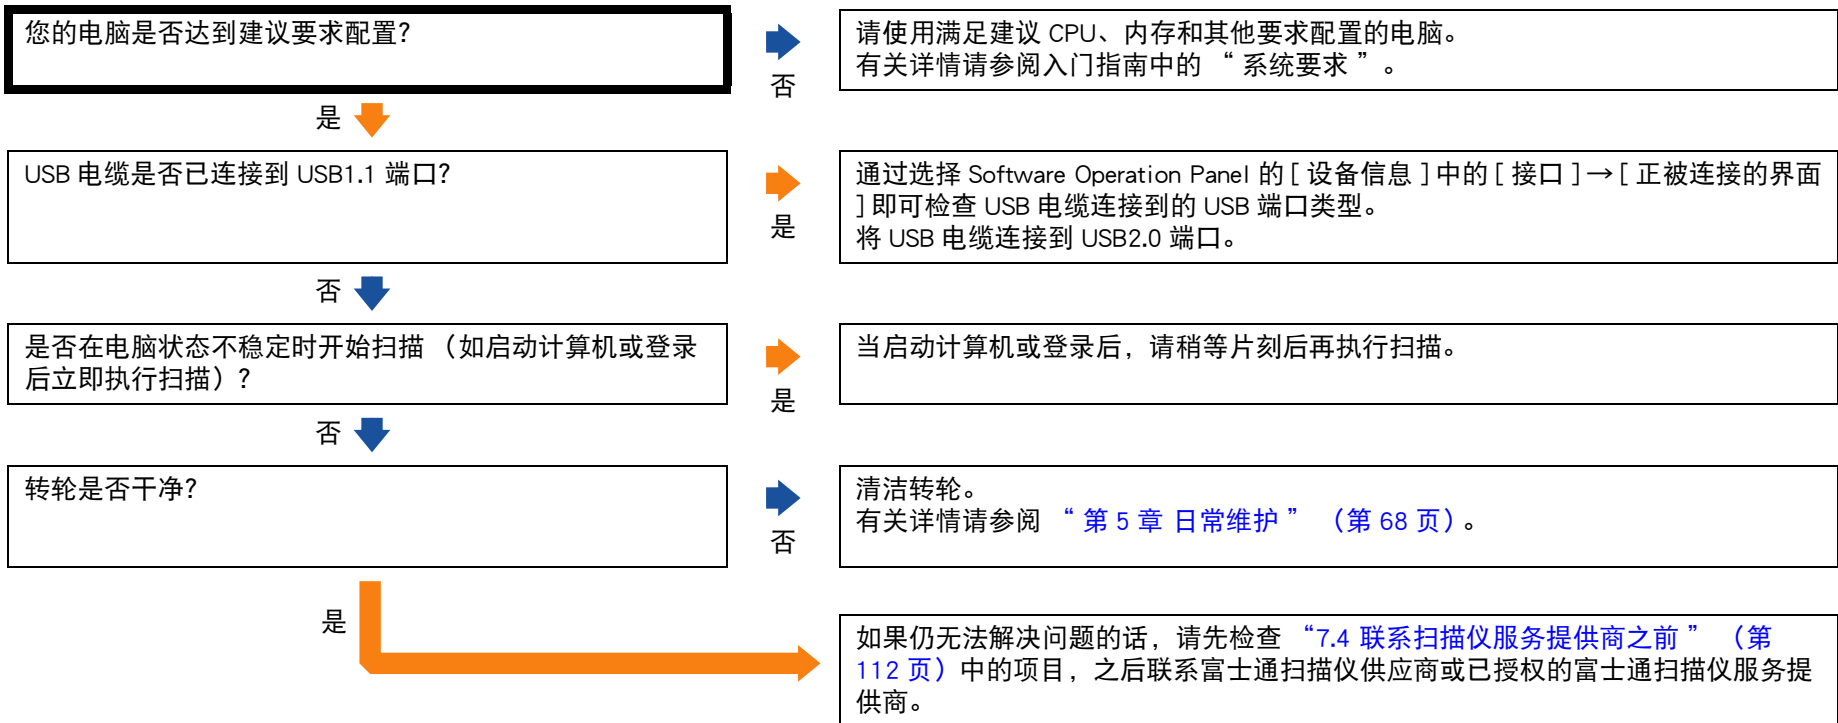 您的电脑是否达到建议要求配置？
否
请使用满足建议 CPU、内存和其他要求配置的电脑。
有关详情请参阅入门指南中的 “ 系统要求 ”。
是
USB 电缆是否已连接到 USB1.1 端口？
是
通过选择 Software Operation Panel 的 [ 设备信息 ] 中的 [ 接口 ] → [ 正被连接的界面
] 即可检查 USB 电缆连接到的 USB 端口类型。
将 USB 电缆连接到 USB2.0 端口。
否
是否在电脑状态不稳定时开始扫描 （如启动计算机或登录
后立即执行扫描）？
是
当启动计算机或登录后，请稍等片刻后再执行扫描。
否
转轮是否干净？
否
清洁转轮。
有关详情请参阅 “ 第 5 章 日常维护 ” （第 68 页）。
是
如果仍无法解决问题的话，请先检查 “7.4 联系扫描仪服务提供商之前 ” （第
112 页）中的项目，之后联系富士通扫描仪供应商或已授权的富士通扫描仪服务提
供商。